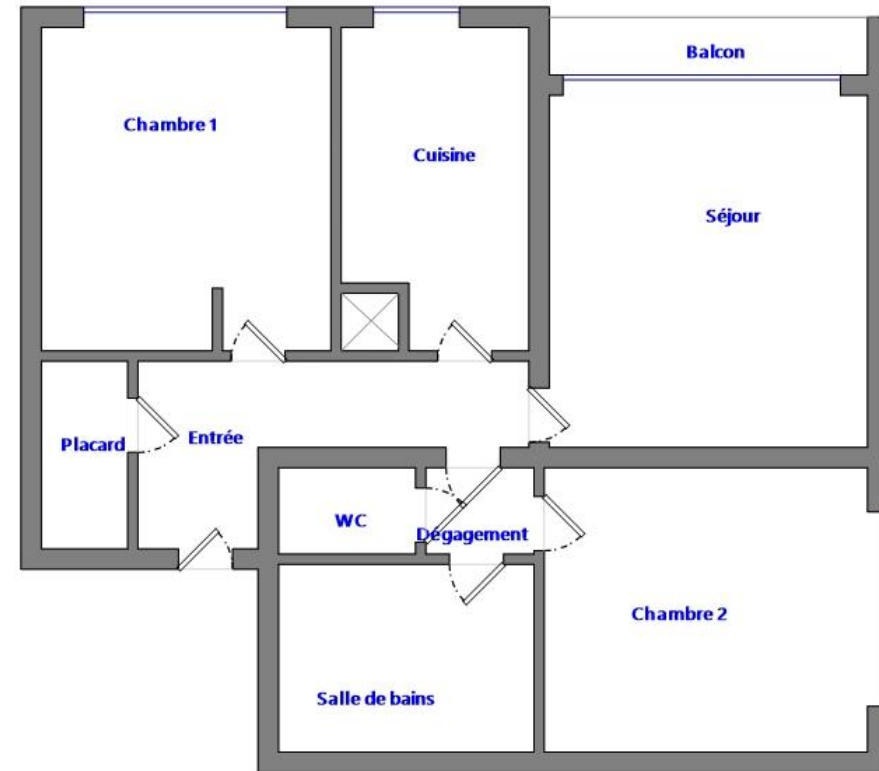 Balcon
Chambre 1
Cuisine
Séjour
Placard
Entrée
WC
Dégagement
Chambre 2
Salle de bains